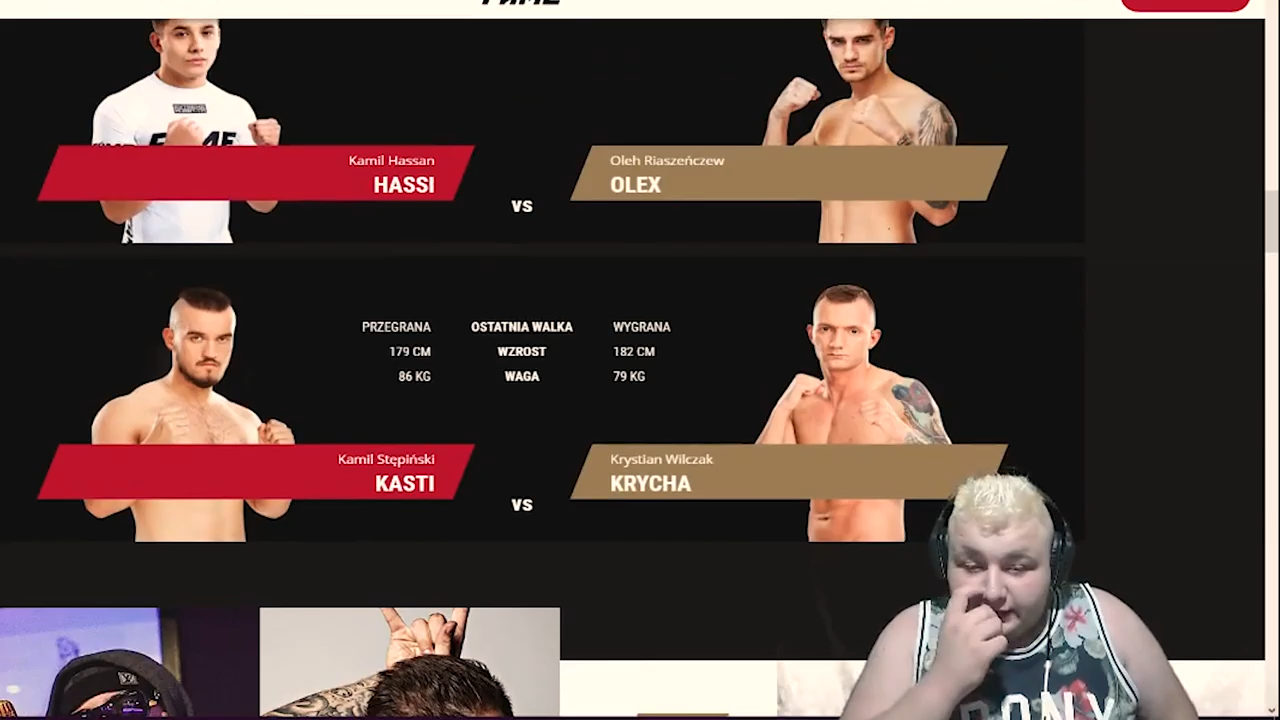 FAME
Kamil Hassan
HASSI
VS
Oleh Riaszeńczew
OLEX
PRZEGRANA OSTATNIA WALKA WYGRANA
179 CM WZROST 182 CM
86 KG WAGA 79 KG
Kamil Stępiński
KASTI
VS
Krystian Wilczak
KRYCHA